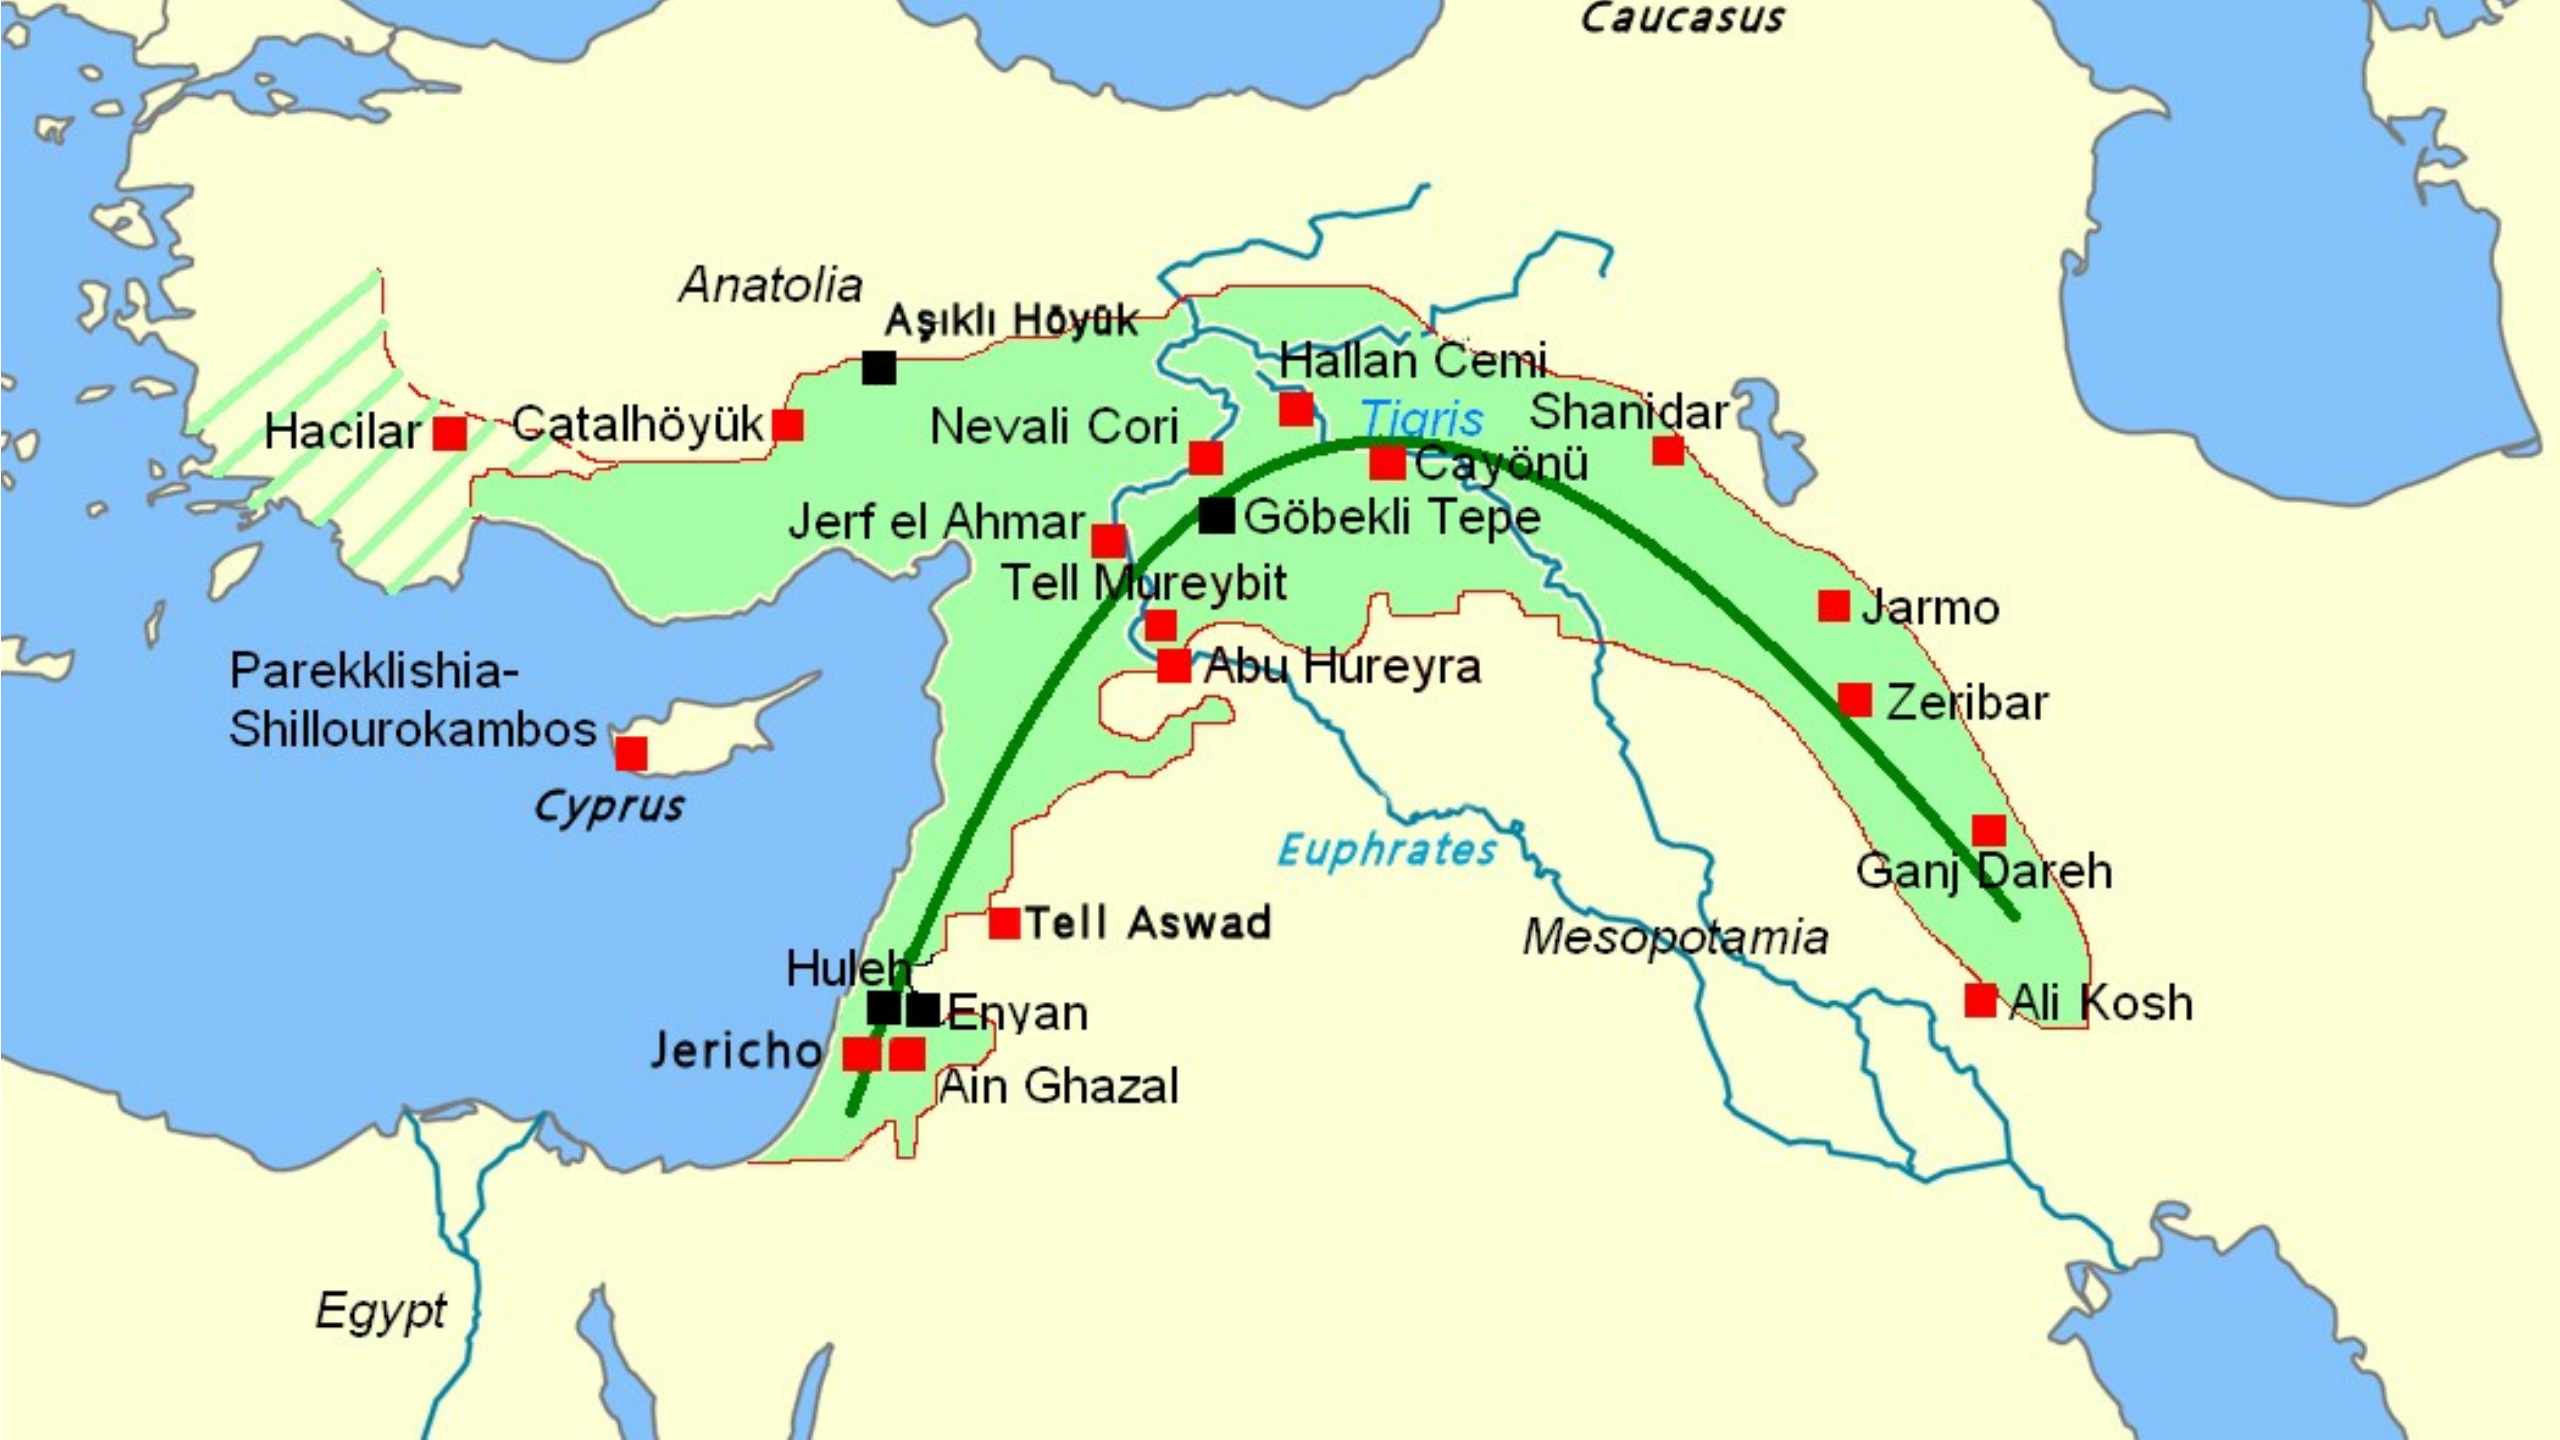 Caucasus
Anatolia
Aşıklı Höyük
Hallan Cemi
Hacilar
Catalhöyük
Nevali Cori
Tigris
Shanidar
Cayönü
Jerf el Ahmar
Göbekli Tepe
Tell Mureybit
Jarmo
Parekklishia-
Shillourokambos
Abu Hureyra
Zeribar
Cyprus
Euphrates
Ganj Dareh
Tell Aswad
Mesopotamia
Huleh
Enyan
Ali Kosh
Jericho
Ain Ghazal
Egypt